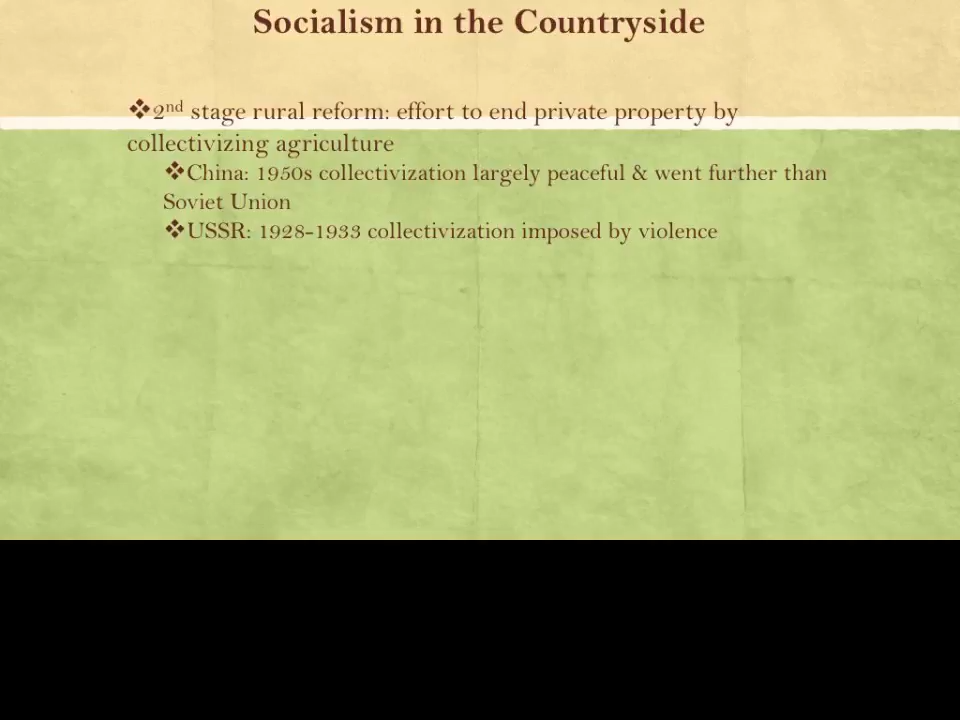 Socialism in the Countryside
❖2nd stage rural reform: effort to end private property by
collectivizing agriculture
❖China: 1950s collectivization largely peaceful & went further than
Soviet Union
❖USSR: 1928-1933 collectivization imposed by violence